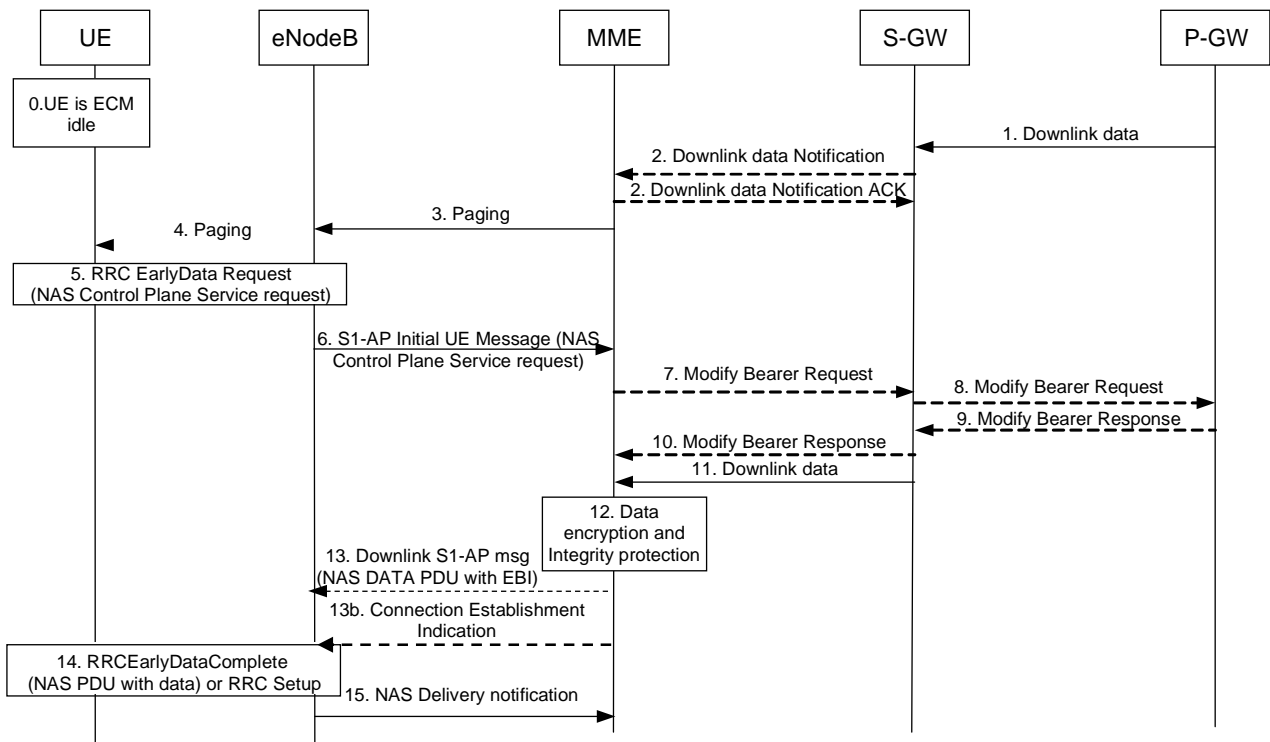 UE
eNodeB
MME
S-GW
P-GW
0.UE is ECM
idle
1. Downlink data
2. Downlink data Notification
2. Downlink data Notification ACK
3. Paging
4. Paging
5. RRC EarlyData Request
(NAS Control Plane Service request)
6. S1-AP Initial UE Message (NAS
Control Plane Service request)
7. Modify Bearer Request
8. Modify Bearer Request
9. Modify Bearer Response
10. Modify Bearer Response
11. Downlink data
12. Data
encryption and
Integrity protection
13. Downlink S1-AP msg
(NAS DATA PDU with EBI)
13b. Connection Establishment
Indication
14. RRCEarlyDataComplete
(NAS PDU with data) or RRC Setup
15. NAS Delivery notification